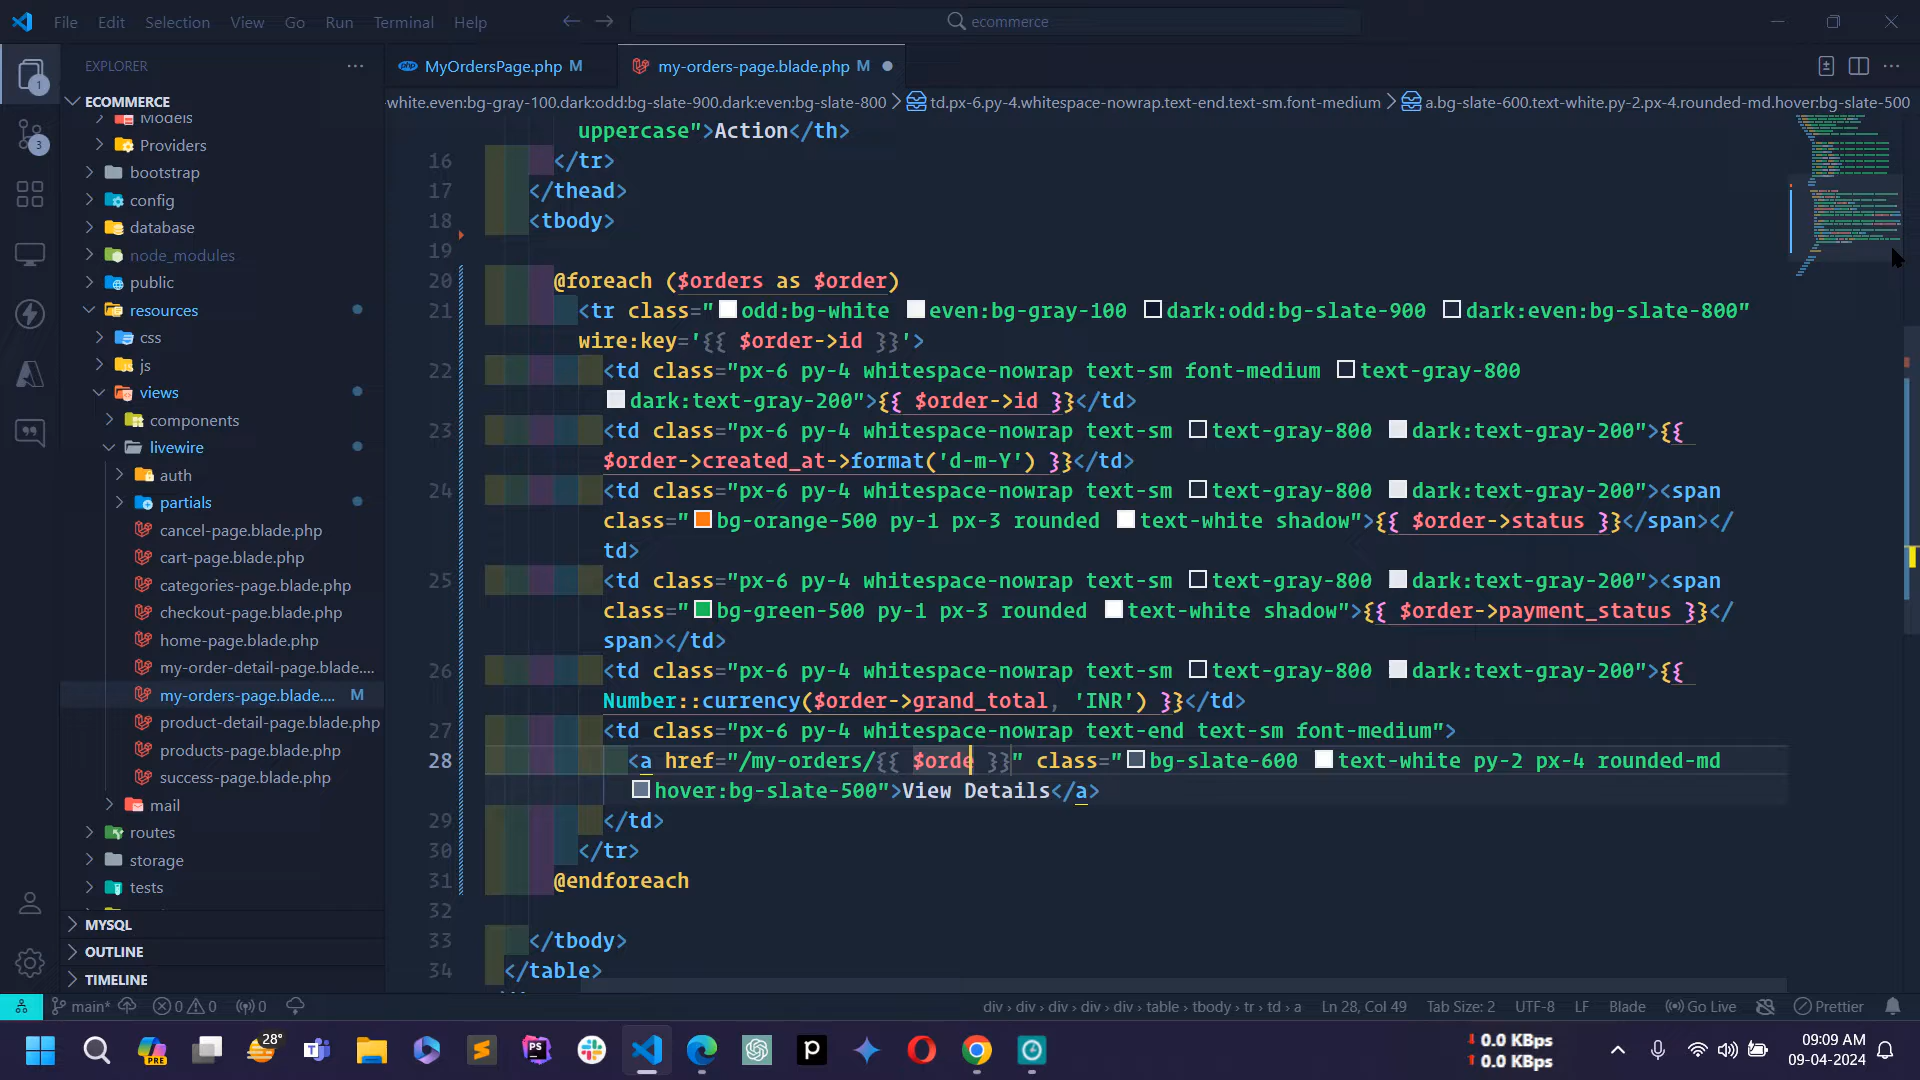 File Edit Selection View Go Run Terminal Help
ecommerce
EXPLORER
MyOrdersPage.php M
my-orders-page.blade.php M
ECOMMERCE
-white.even:bg-gray-100.dark:odd:bg-slate-900.dark:even:bg-slate-800 > td.px-6.py-4.whitespace-nowrap.text-end.text-sm.font-medium > a.bg-slate-600.text-white.py-2.px-4.rounded-md.hover:bg-slate-500
Models
Providers
bootstrap
config
database
node_modules
public
resources
css
js
views
components
livewire
auth
partials
cancel-page.blade.php
cart-page.blade.php
categories-page.blade.php
checkout-page.blade.php
home-page.blade.php
my-order-detail-page.blade....
my-orders-page.blade.... M
product-detail-page.blade.php
products-page.blade.php
success-page.blade.php
mail
routes
storage
tests
MYSQL
OUTLINE
TIMELINE
uppercase">Action</th>
16 </tr>
17 </thead>
18 <tbody>
19
20 @foreach ($orders as $order)
21 <tr class="odd:bg-white even:bg-gray-100 dark:odd:bg-slate-900 dark:even:bg-slate-800"
wire:key='{{ $order->id }}'>
22 <td class="px-6 py-4 whitespace-nowrap text-sm font-medium text-gray-800
dark:text-gray-200">{{ $order->id }}</td>
23 <td class="px-6 py-4 whitespace-nowrap text-sm text-gray-800 dark:text-gray-200">{{
$order->created_at->format('d-m-Y') }}</td>
24 <td class="px-6 py-4 whitespace-nowrap text-sm text-gray-800 dark:text-gray-200"><span
class="bg-orange-500 py-1 px-3 rounded text-white shadow">{{ $order->status }}</span></
td>
25 <td class="px-6 py-4 whitespace-nowrap text-sm text-gray-800 dark:text-gray-200"><span
class="bg-green-500 py-1 px-3 rounded text-white shadow">{{ $order->payment_status }}</
span></td>
26 <td class="px-6 py-4 whitespace-nowrap text-sm text-gray-800 dark:text-gray-200">{{
Number::currency($order->grand_total, 'INR') }}</td>
27 <td class="px-6 py-4 whitespace-nowrap text-end text-sm font-medium">
28 <a href="/my-orders/{{ $orde }}" class="bg-slate-600 text-white py-2 px-4 rounded-md
hover:bg-slate-500">View Details</a>
29 </td>
30 </tr>
31 @endforeach
32
33 </tbody>
34 </table>
1
3
main* 0 0 0
div > div > div > div > div > table > tbody > tr > td > a Ln 28, Col 49 Tab Size: 2 UTF-8 LF Blade Go Live Prettier
PRE
28°
PS
P
0.0 KBps
0.0 KBps
09:09 AM
09-04-2024